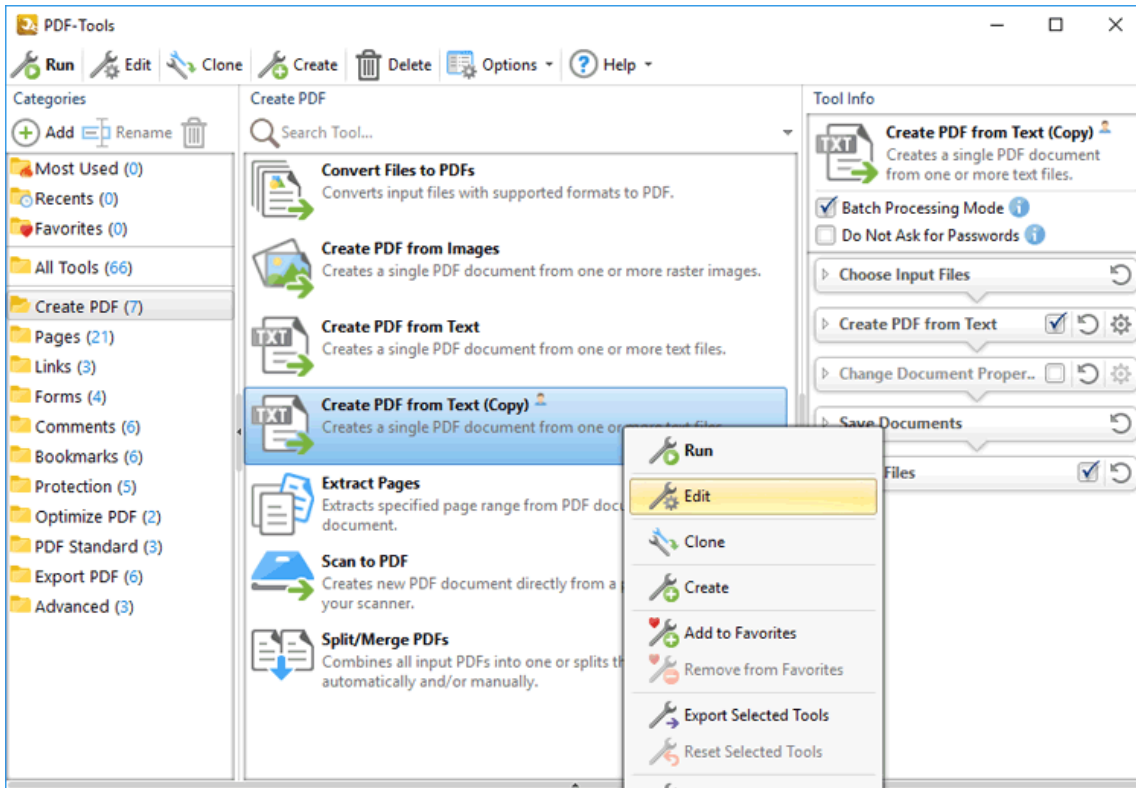 PDF-Tools
Run Edit Clone Create Delete Options Help
Categories
Add Rename
Most Used (0)
Recents (0)
Favorites (0)
All Tools (66)
Create PDF (7)
Pages (21)
Links (3)
Forms (4)
Comments (6)
Bookmarks (6)
Protection (5)
Optimize PDF (2)
PDF Standard (3)
Export PDF (6)
Advanced (3)
Create PDF
Search Tool...
Convert Files to PDFs
Converts input files with supported formats to PDF.
Create PDF from Images
Creates a single PDF document from one or more raster images.
TXT
Create PDF from Text
Creates a single PDF document from one or more text files.
TXT
Create PDF from Text (Copy)
Creates a single PDF document from one or more text files.
Extract Pages
Extracts specified page range from PDF docu
document.
Scan to PDF
Creates new PDF document directly from a p
your scanner.
Split/Merge PDFs
Combines all input PDFs into one or splits th
automatically and/or manually.
Run
Edit
Clone
Create
Add to Favorites
Remove from Favorites
Export Selected Tools
Reset Selected Tools
Tool Info
TXT
Create PDF from Text (Copy)
Creates a single PDF document
from one or more text files.
Batch Processing Mode
Do Not Ask for Passwords
Choose Input Files
Create PDF from Text
Change Document Proper..
Save Documents
Files